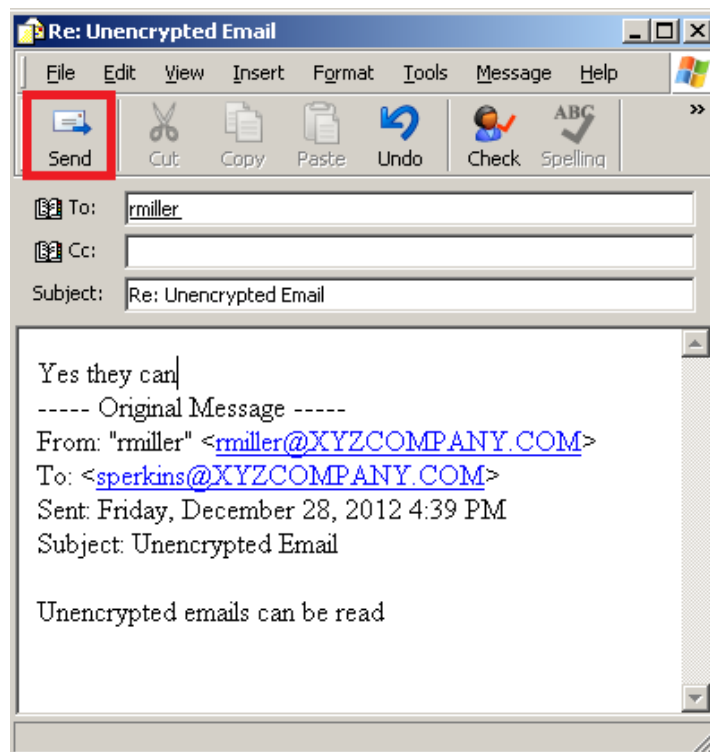 Re: Unencrypted Email
File Edit View Insert Format Tools Message Help
ABC
Send Cut Copy Paste Undo Check Spelling
To: rmiller
Cc:
Subject: Re: Unencrypted Email
Yes they can
----- Original Message -----
From: "rmiller" <rmiller@XYZCOMPANY.COM>
To: <sperkins@XYZCOMPANY.COM>
Sent: Friday, December 28, 2012 4:39 PM
Subject: Unencrypted Email
Unencrypted emails can be read